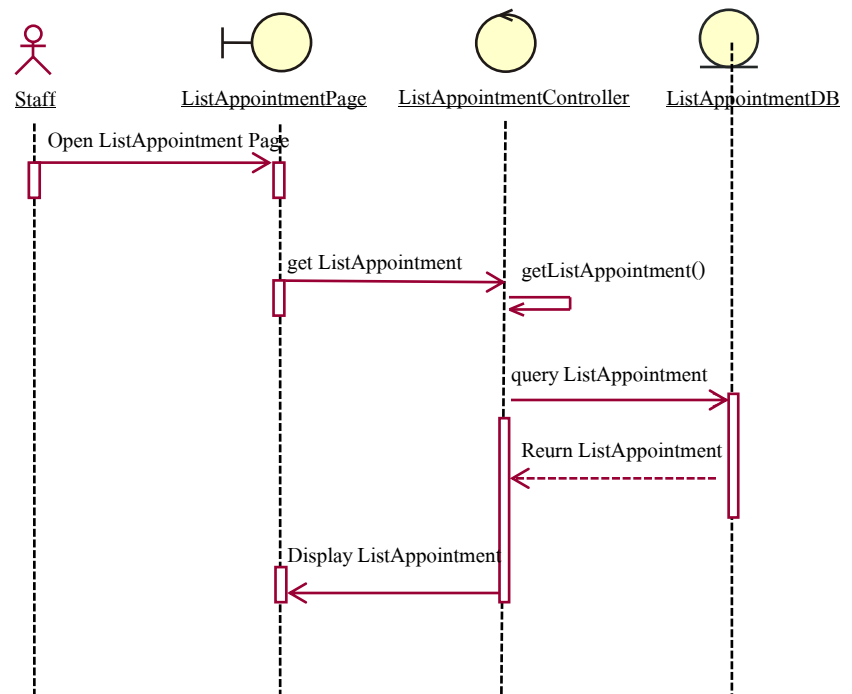 Staff
ListAppointmentPage
ListAppointmentController
ListAppointmentDB
Open ListAppointment Page
get ListAppointment
getListAppointment()
query ListAppointment
Reurn ListAppointment
Display ListAppointment